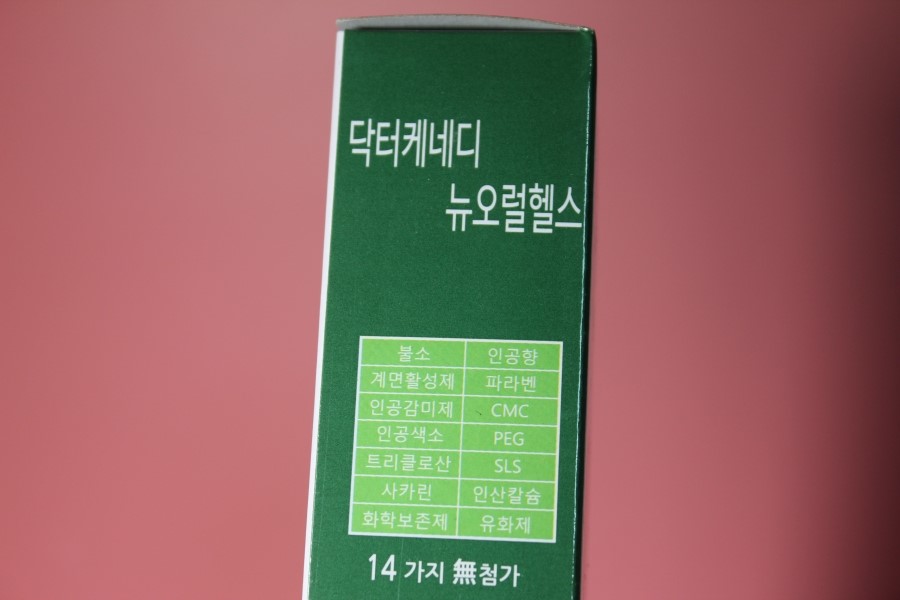 닥터케네디
뉴오럴헬스
불소 인공향
계면활성제 파라벤
인공감미제 CMC
인공색소 PEG
트리클로산 SLS
사카린 인산칼슘
화학보존제 유화제
14 가지 無첨가